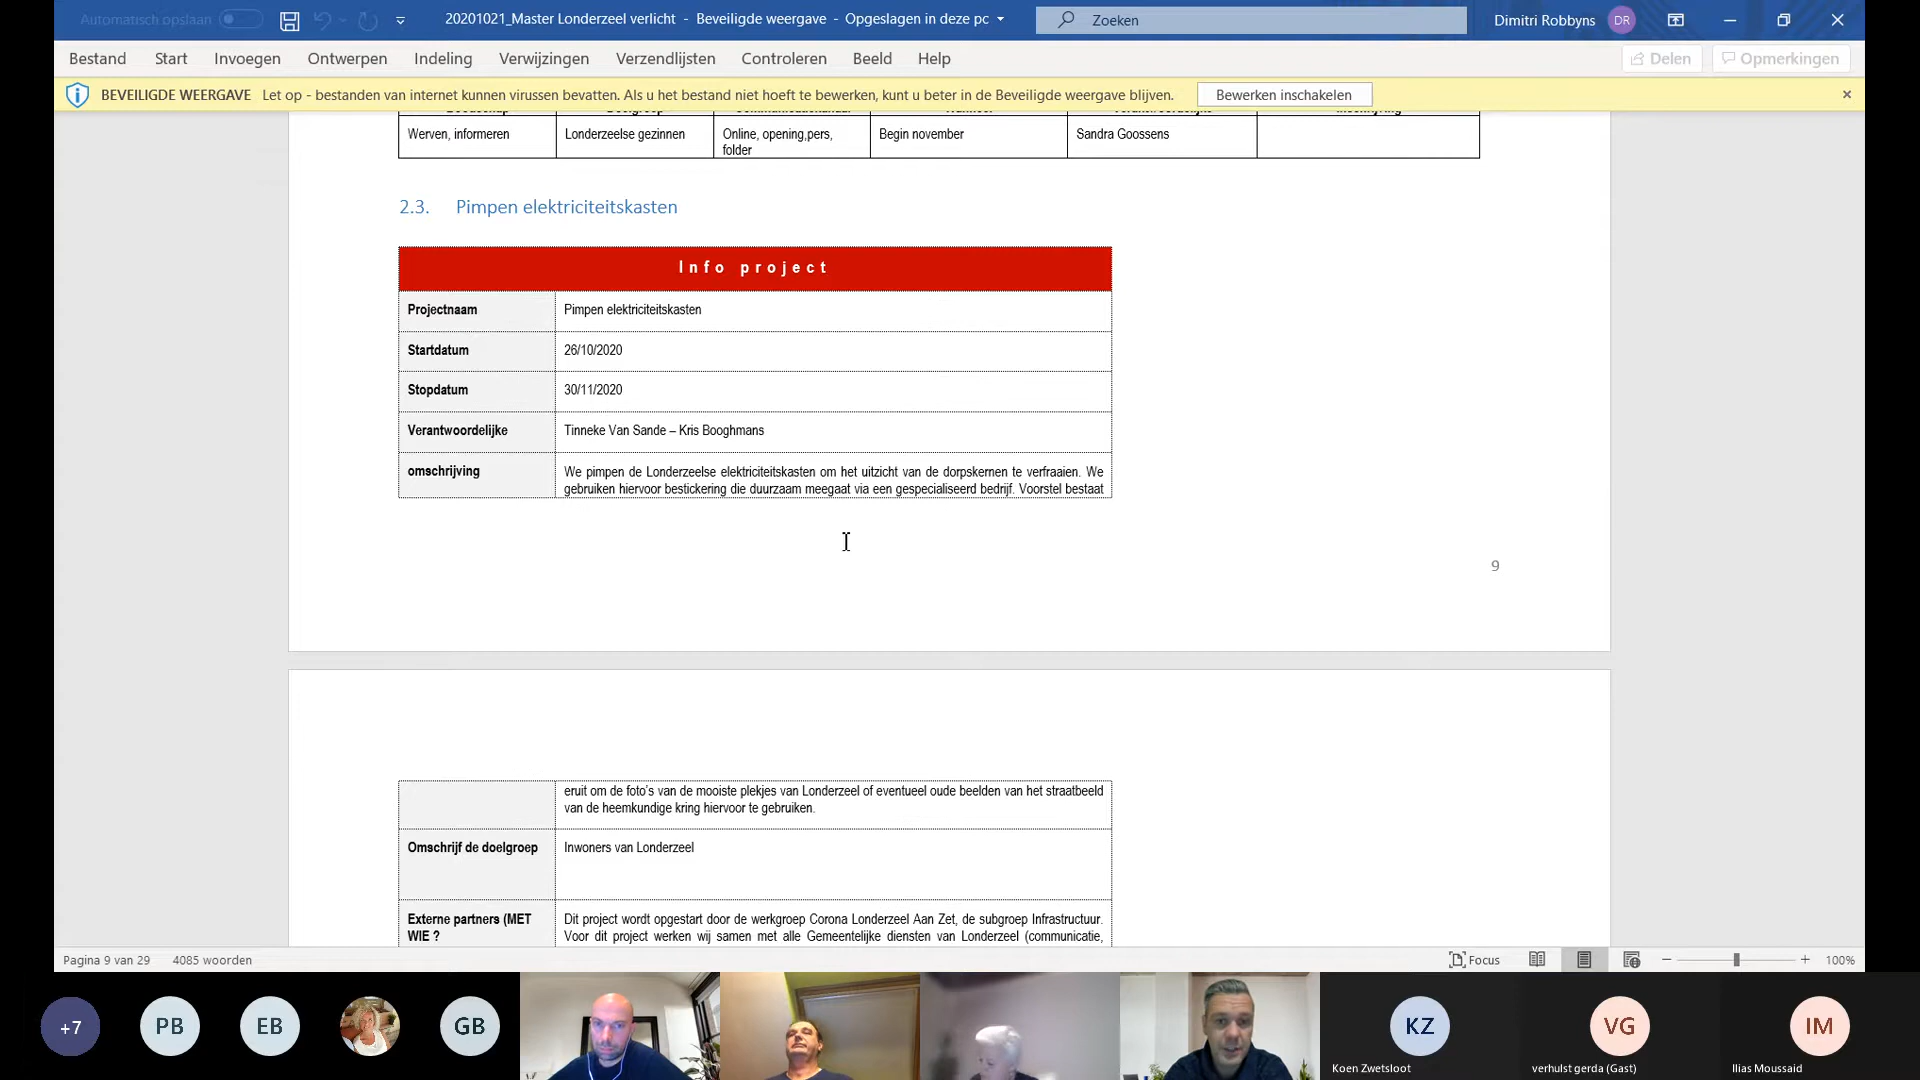 Automatisch opslaan
20201021_Master Londerzeel verlicht - Beveiligde weergave - Opgeslagen in deze pc
Zoeken
Dimitri Robbyns DR
Bestand Start Invoegen Ontwerpen Indeling Verwijzingen Verzendlijsten Controleren Beeld Help Delen Opmerkingen
BEVEILIGDE WEERGAVE Let op - bestanden van internet kunnen virussen bevatten. Als u het bestand niet hoeft te bewerken, kunt u beter in de Beveiligde weergave blijven. Bewerken inschakelen
Werven, informeren
Londerzeelse gezinnen
Online, opening,pers,
folder
Begin november
Sandra Goossens
2.3. Pimpen elektriciteitskasten
Info project
Projectnaam Pimpen elektriciteitskasten
Startdatum 26/10/2020
Stopdatum 30/11/2020
Verantwoordelijke Tinneke Van Sande – Kris Booghmans
omschrijving We pimpen de Londerzeelse elektriciteitskasten om het uitzicht van de dorpskernen te verfraaien. We
gebruiken hiervoor bestickering die duurzaam meegaat via een gespecialiseerd bedrijf. Voorstel bestaat
9
eruit om de foto's van de mooiste plekjes van Londerzeel of eventueel oude beelden van het straatbeeld
van de heemkundige kring hiervoor te gebruiken.
Omschrijf de doelgroep Inwoners van Londerzeel
Externe partners (MET
WIE ?
Dit project wordt opgestart door de werkgroep Corona Londerzeel Aan Zet, de subgroep Infrastructuur.
Voor dit project werken wij samen met alle Gemeentelijke diensten van Londerzeel (communicatie,
Pagina 9 van 29 4085 woorden
Focus
100%
+7
PB
EB
GB
KZ
Koen Zwetsloot
VG
verhulst gerda (Gast)
IM
Ilias Moussaid